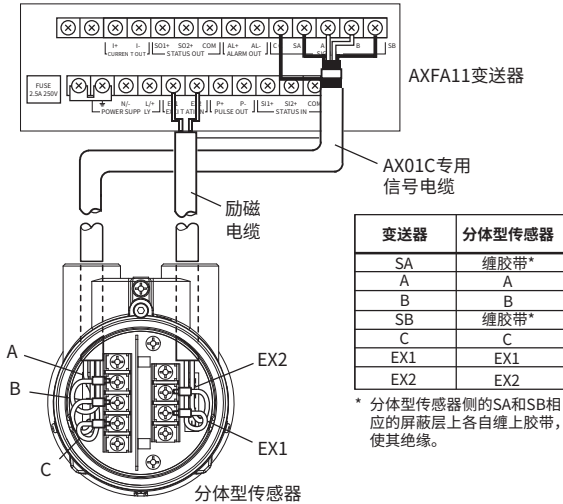 I+ I- SO1+ SO2+ COM AL+ AL- C SA A B SB
CURREN T OUT STATUS OUT ALARM OUT
FUSE
2.5A 250V
N/- L/+ EX2 P+ P- SI1+ SI2+ COM
POWER SUPP LY PULSE OUT STATUS IN
AXFA11变送器
AX01C专用
信号电缆
励磁
电缆
变送器 分体型传感器
SA 缠胶带*
A A
B B
SB 缠胶带*
C C
EX1 EX1
EX2 EX2
* 分体型传感器侧的SA和SB相
应的屏蔽层上各自缠上胶带,
使其绝缘。
A
B
C
EX2
EX1
分体型传感器